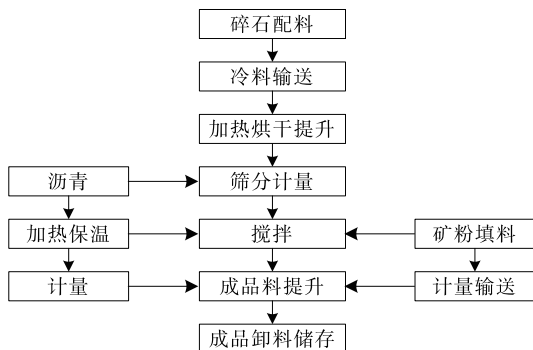 碎石配料
冷料输送
加热烘干提升
沥青
筛分计量
加热保温
搅拌
矿粉填料
计量
成品料提升
计量输送
成品卸料储存